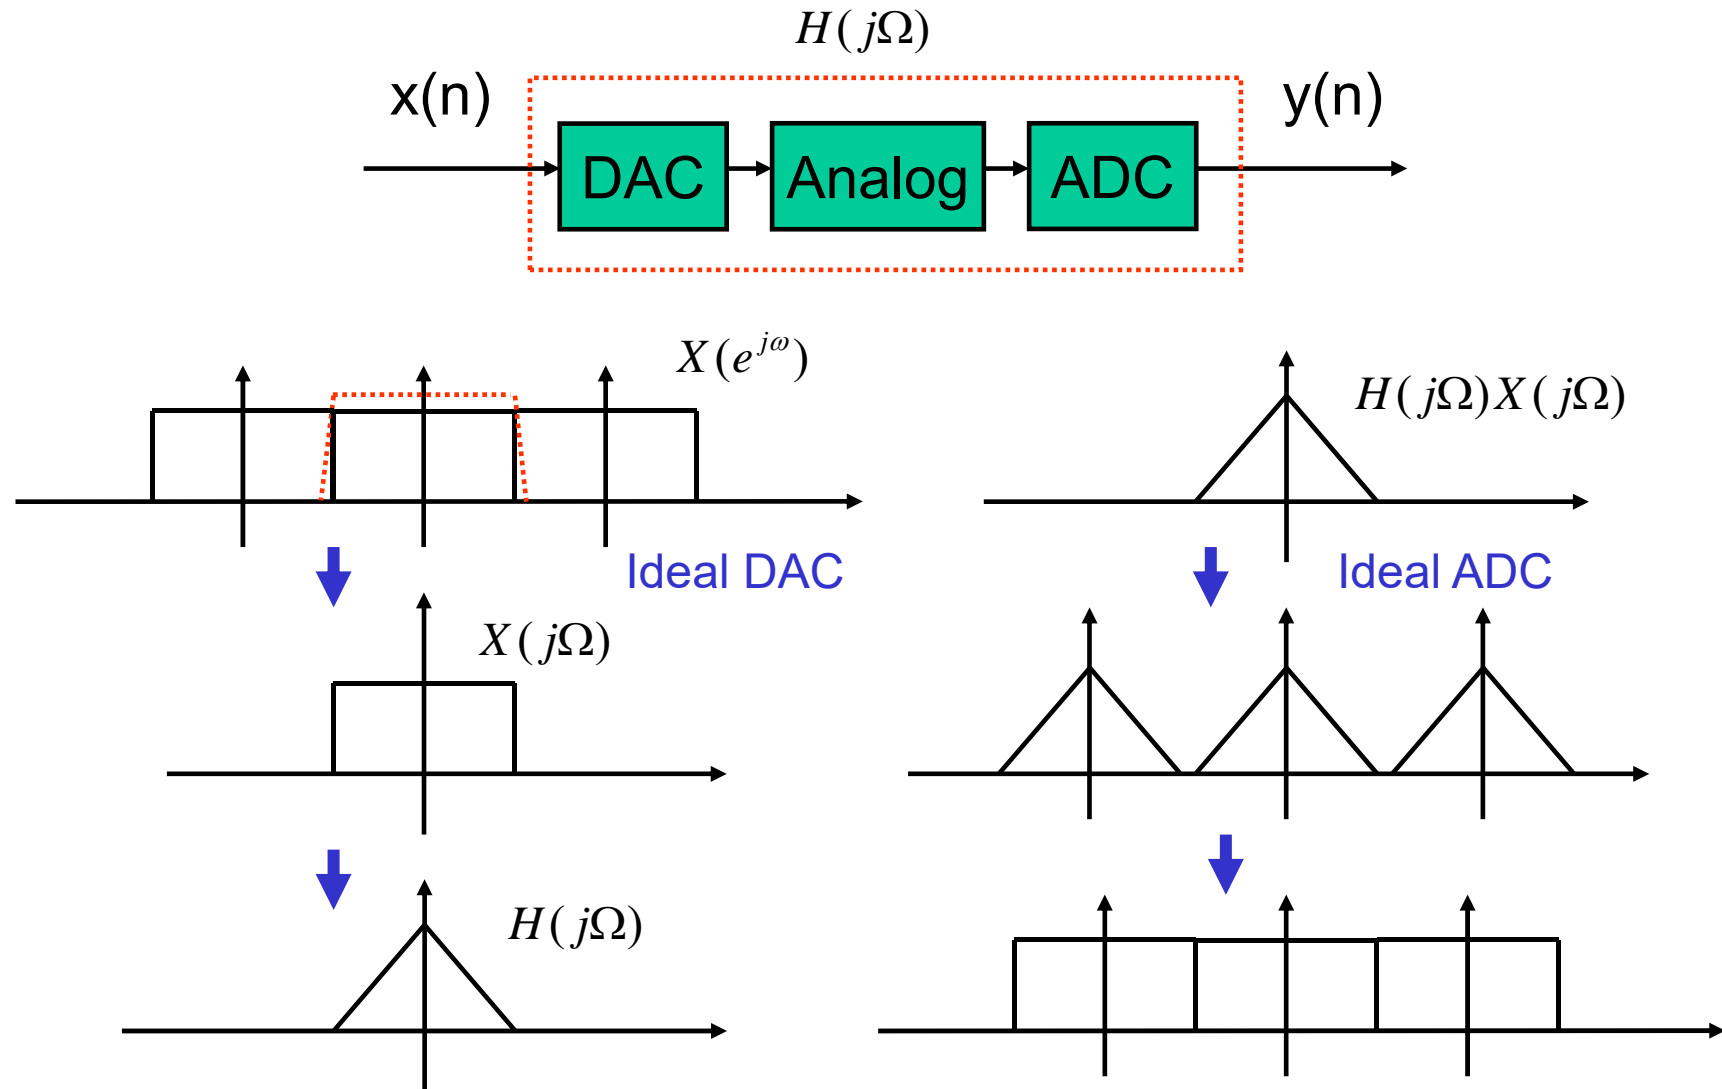 H(jΩ)
x(n)
y(n)
DAC
Analog
ADC
X(e^{jω})
H(jΩ)X(jΩ)
Ideal DAC
Ideal ADC
X(jΩ)
H(jΩ)